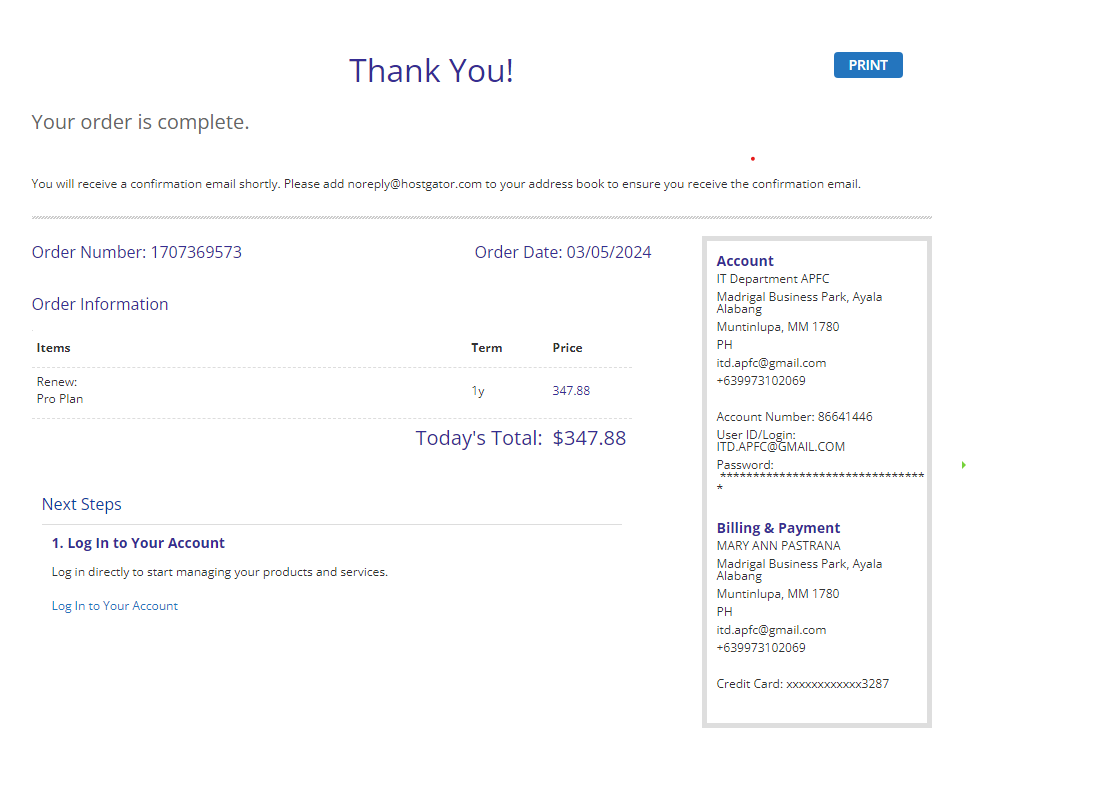 Thank You!
PRINT
Your order is complete.
You will receive a confirmation email shortly. Please add noreply@hostgator.com to your address book to ensure you receive the confirmation email.
Order Number: 1707369573
Order Date: 03/05/2024
Order Information
Items Term Price
Renew:
Pro Plan
1y 347.88
Today's Total: $347.88
Next Steps
1. Log In to Your Account
Log in directly to start managing your products and services.
Log In to Your Account
Account
IT Department APFC
Madrigal Business Park, Ayala
Alabang
Muntinlupa, MM 1780
PH
itd.apfc@gmail.com
+639973102069
Account Number: 86641446
User ID/Login:
ITD.APFC@GMAIL.COM
Password:
*******************************
*
Billing & Payment
MARY ANN PASTRANA
Madrigal Business Park, Ayala
Alabang
Muntinlupa, MM 1780
PH
itd.apfc@gmail.com
+639973102069
Credit Card: xxxxxxxxxxxx3287